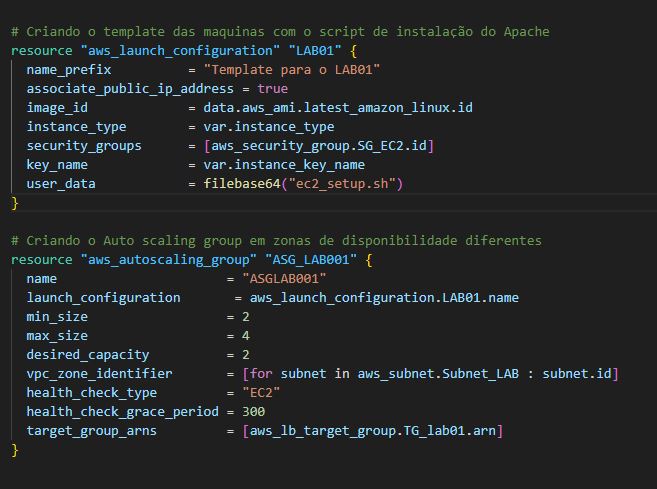 # Criando o template das maquinas com o script de instalação do Apache
resource "aws_launch_configuration" "LAB01" {
  name_prefix                 = "Template para o LAB01"
  associate_public_ip_address = true
  image_id                    = data.aws_ami.latest_amazon_linux.id
  instance_type               = var.instance_type
  security_groups             = [aws_security_group.SG_EC2.id]
  key_name                    = var.instance_key_name
  user_data                   = filebase64("ec2_setup.sh")
}
# Criando o Auto scaling group em zonas de disponibilidade diferentes
resource "aws_autoscaling_group" "ASG_LAB001" {
  name                      = "ASGLAB001"
  launch_configuration       = aws_launch_configuration.LAB01.name
  min_size                  = 2
  max_size                  = 4
  desired_capacity          = 2
  vpc_zone_identifier       = [for subnet in aws_subnet.Subnet_LAB : subnet.id]
  health_check_type         = "EC2"
  health_check_grace_period = 300
  target_group_arns         = [aws_lb_target_group.TG_lab01.arn]
}